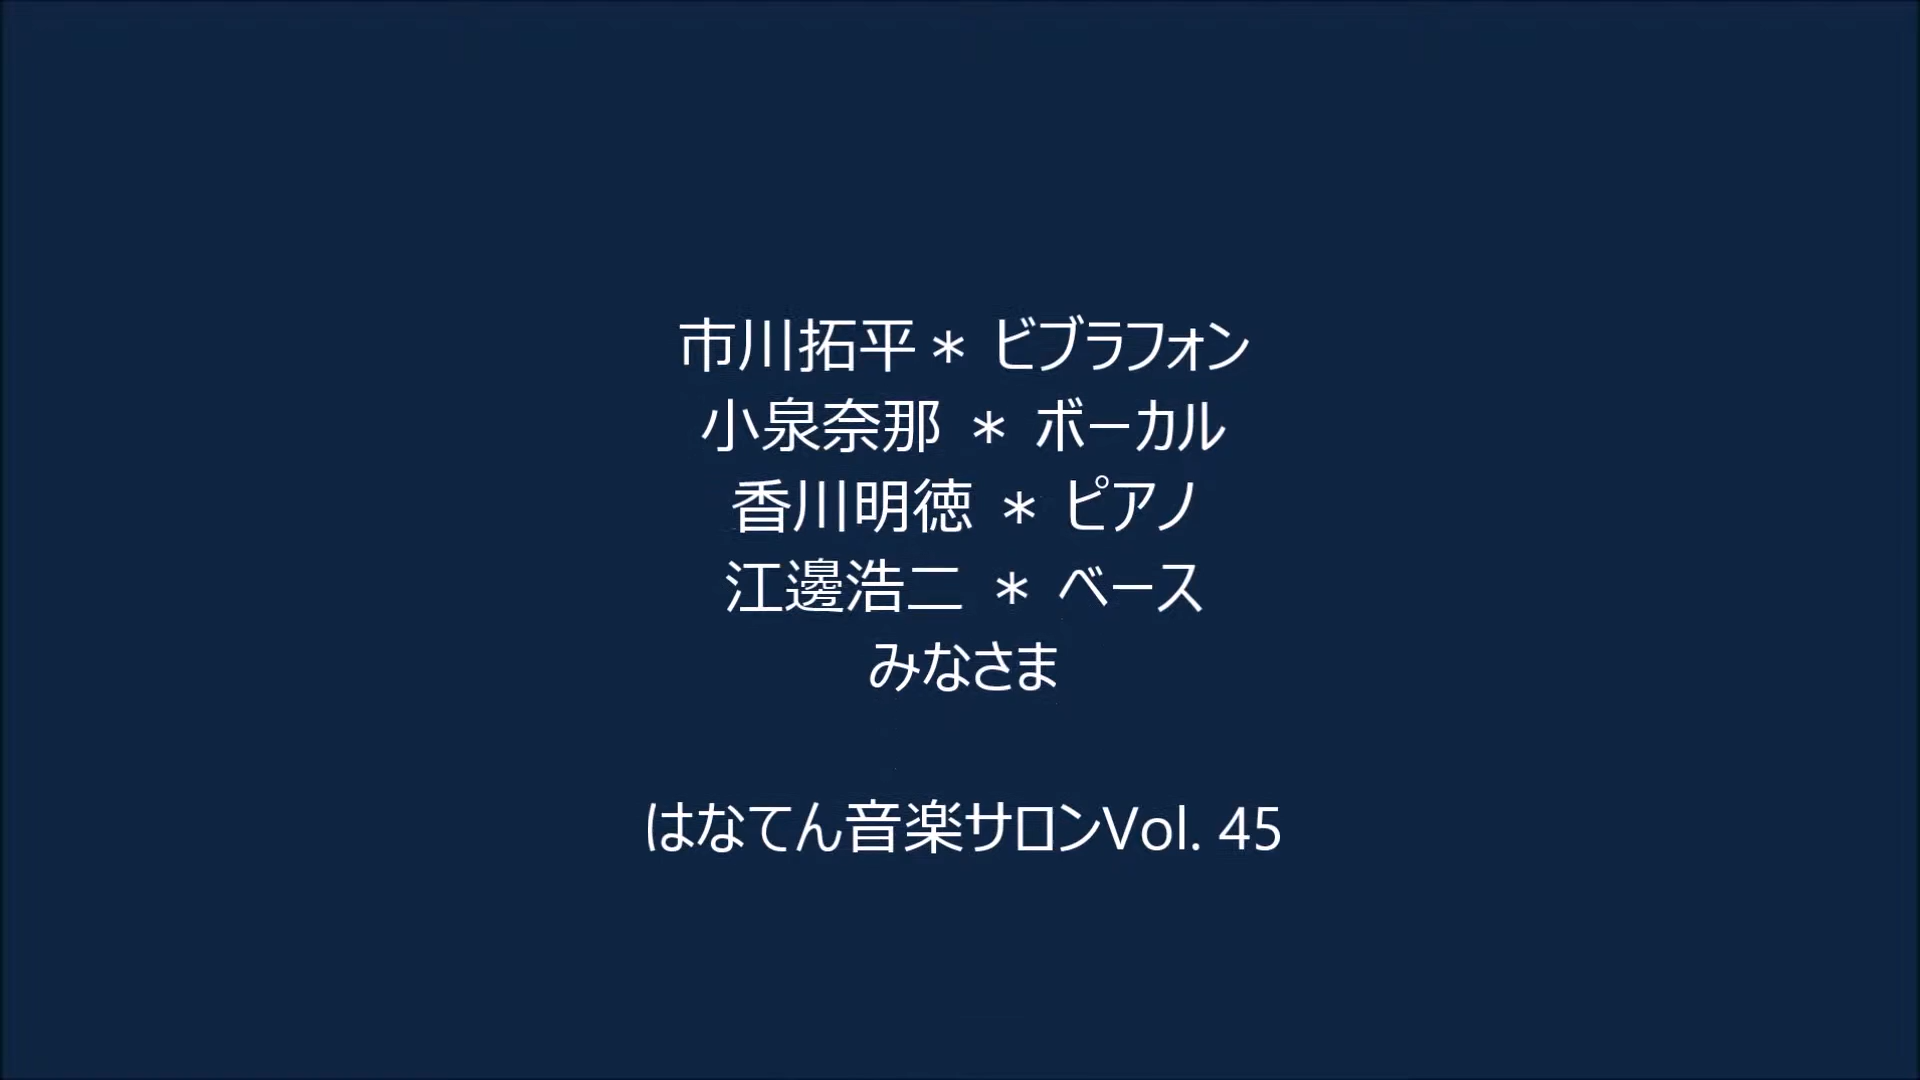 市川拓平＊ ビブラフォン
小泉奈那 ＊ ボーカル
香川明徳 ＊ ピアノ
江邊浩二 ＊ ベース
みなさま
はなてん音楽サロンVol. 45